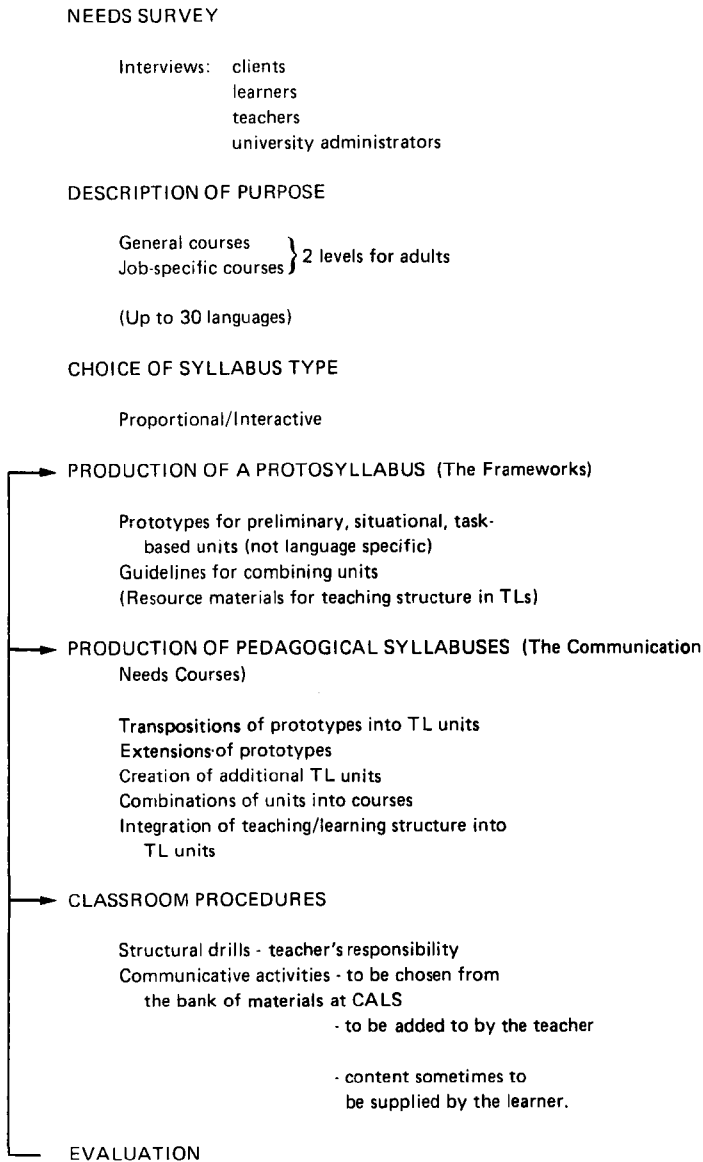 NEEDS SURVEY
Interviews: clients
learners
teachers
university administrators
DESCRIPTION OF PURPOSE
General courses
Job-specific courses } 2 levels for adults
(Up to 30 languages)
CHOICE OF SYLLABUS TYPE
Proportional/Interactive
PRODUCTION OF A PROTOSYLLABUS (The Frameworks)
Prototypes for preliminary, situational, task-
based units (not language specific)
Guidelines for combining units
(Resource materials for teaching structure in TLs)
PRODUCTION OF PEDAGOGICAL SYLLABUSES (The Communication
Needs Courses)
Transpositions of prototypes into TL units
Extensions of prototypes
Creation of additional TL units
Combinations of units into courses
Integration of teaching/learning structure into
TL units
CLASSROOM PROCEDURES
Structural drills - teacher's responsibility
Communicative activities - to be chosen from
the bank of materials at CALS
- to be added to by the teacher
- content sometimes to
be supplied by the learner.
EVALUATION